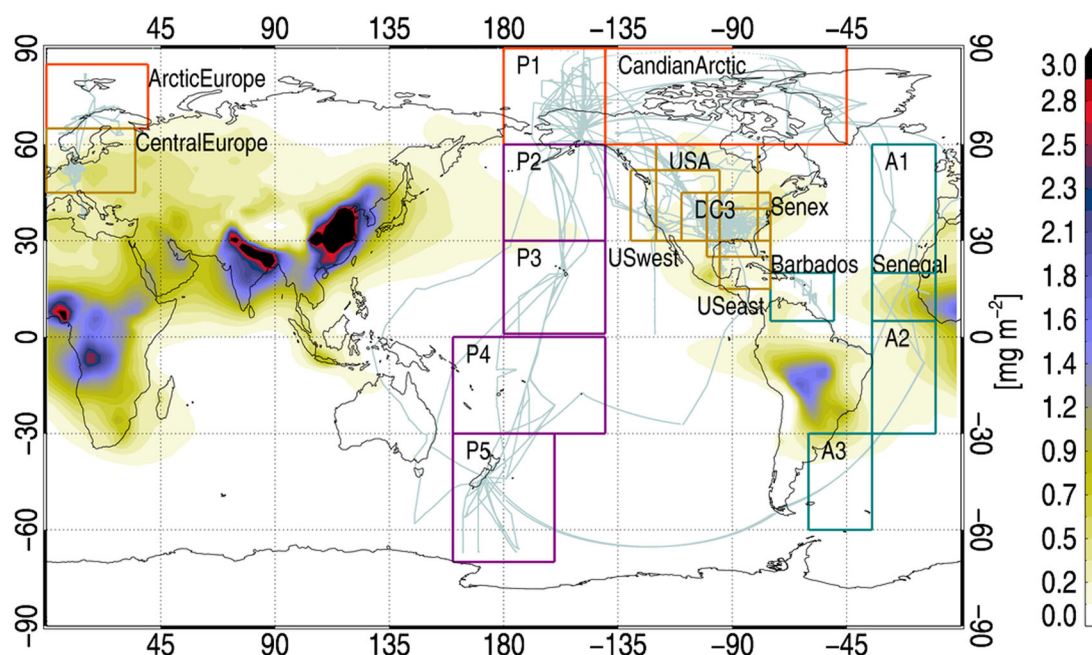 45 90 135 180 −135 −90 −45
90 90
ArcticEurope P1 CandianArctic
CentralEurope
60 60
P2 USA A1
DC3 Senex
30 30
P3 USwest Barbados Senegal
USeast
0 0
P4 A2
−30 −30
P5 A3
−60 −60
−90 −90
45 90 135 180 −135 −90 −45
3.0
2.8
2.5
2.3
2.1
1.8
1.6
1.4
1.2
0.9
0.7
0.5
0.2
0.0
[mg m−2]